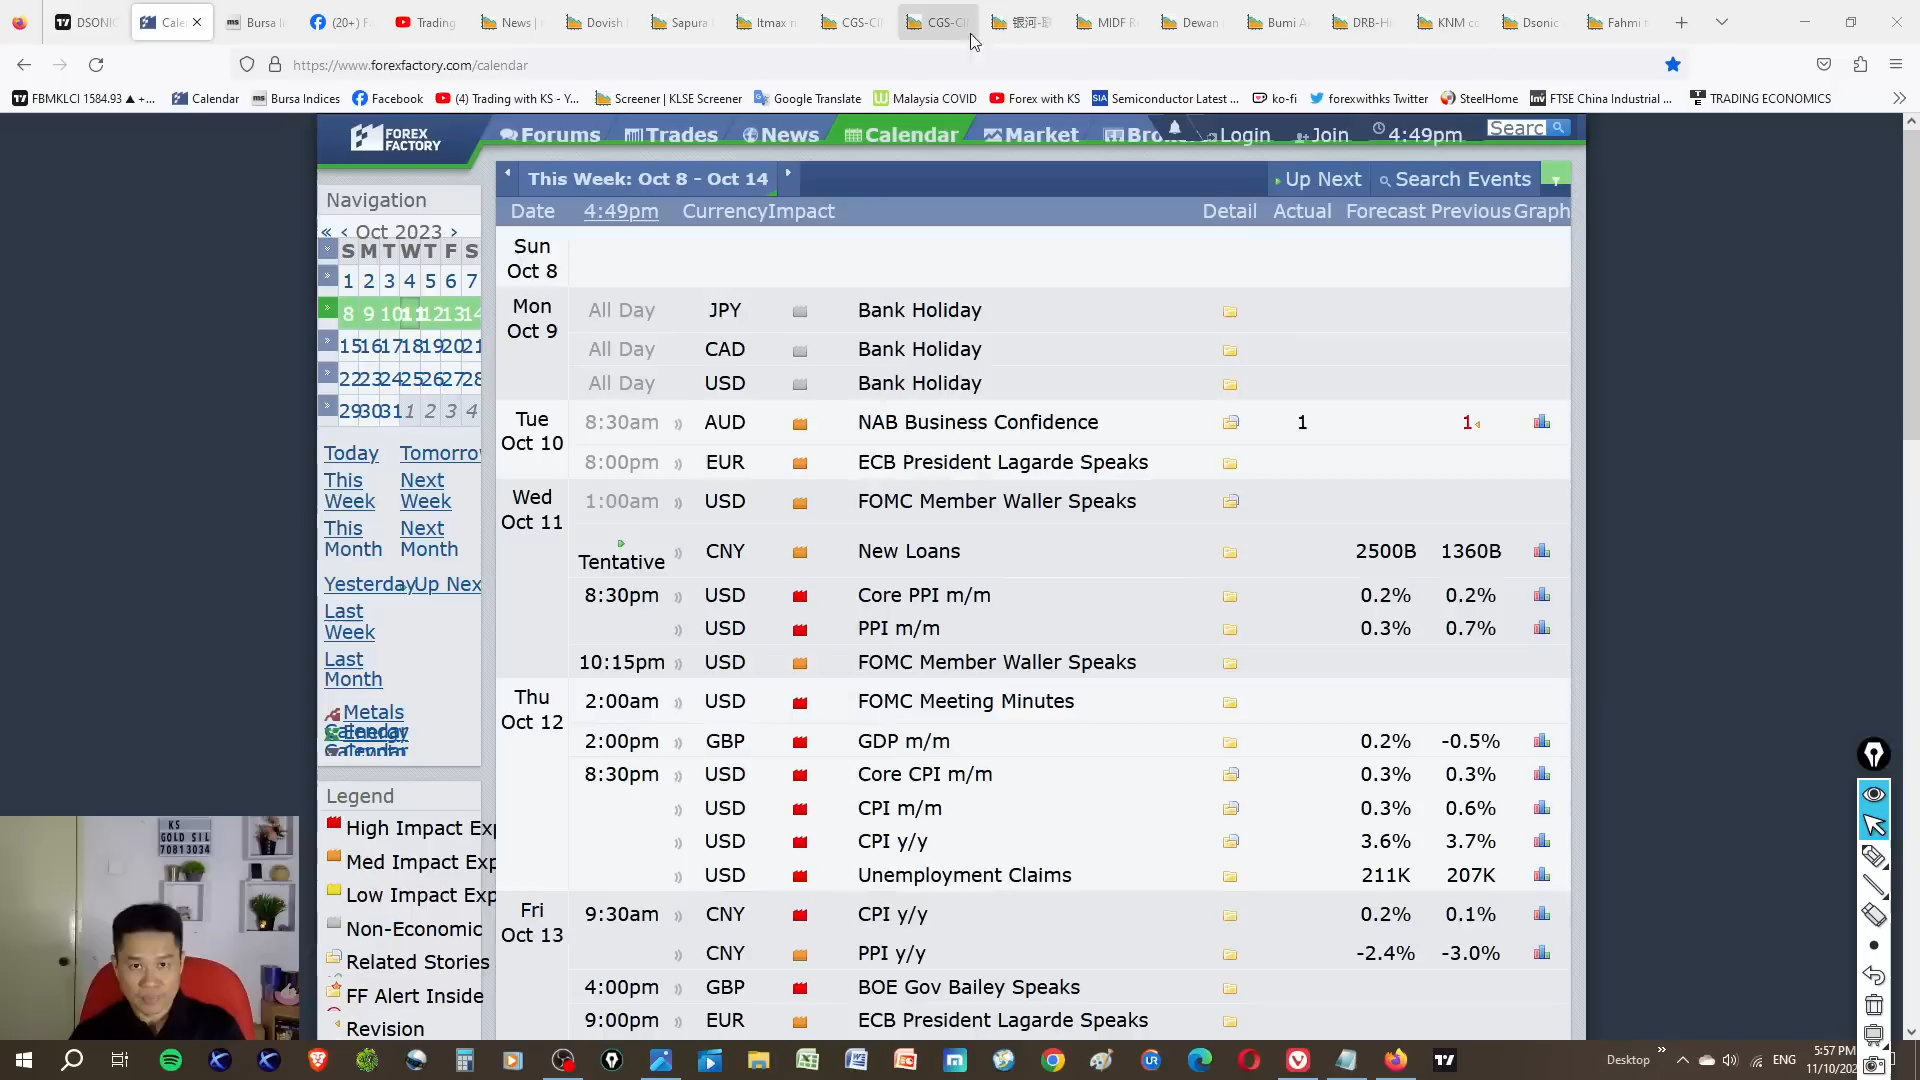 DSONIC
Cale
Bursa I
(20+) F
Trading
News |
Dovish
Sapura
Itmax
CGS-CI
CGS-CI
银河-
MIDF R
Dewan
Bumi A
DRB-Hi
KNM co
Dsonic
Fahmi t
https://www.forexfactory.com/calendar
FBMKLCI 1584.93 ▲ +...
Calendar
Bursa Indices
Facebook
(4) Trading with KS - Y...
Screener | KLSE Screener
Google Translate
Malaysia COVID
Forex with KS
Semiconductor Latest ...
ko-fi
forexwithks Twitter
SteelHome
FTSE China Industrial ...
TRADING ECONOMICS
FOREX
FACTORY
Forums
Trades
News
Calendar
Market
Bro
Login
Join
4:49pm
Searc
This Week: Oct 8 - Oct 14
Up Next
Search Events
Date 4:49pm Currency Impact Detail Actual Forecast Previous Graph
Navigation
« ‹ Oct 2023 ›
S M T W T F S
1 2 3 4 5 6 7
8 9 10 11 12 13 14
15 16 17 18 19 20 21
22 23 24 25 26 27 28
29 30 31 1 2 3 4
Today Tomorro
This Week
Next Week
This Month
Next Month
Yesterday Up Nex
Last Week
Last Month
Metals
Calendar
Energy
Calendar
Legend
High Impact Exp
Med Impact Exp
Low Impact Exp
Non-Economic
Related Stories
FF Alert Inside
Revision
Sun
Oct 8
Mon
Oct 9
All Day JPY Bank Holiday
All Day CAD Bank Holiday
All Day USD Bank Holiday
Tue
Oct 10
8:30am AUD NAB Business Confidence 1 1
8:00pm EUR ECB President Lagarde Speaks
Wed
Oct 11
1:00am USD FOMC Member Waller Speaks
Tentative CNY New Loans 2500B 1360B
8:30pm USD Core PPI m/m 0.2% 0.2%
USD PPI m/m 0.3% 0.7%
10:15pm USD FOMC Member Waller Speaks
Thu
Oct 12
2:00am USD FOMC Meeting Minutes
2:00pm GBP GDP m/m 0.2% -0.5%
8:30pm USD Core CPI m/m 0.3% 0.3%
USD CPI m/m 0.3% 0.6%
USD CPI y/y 3.6% 3.7%
USD Unemployment Claims 211K 207K
Fri
Oct 13
9:30am CNY CPI y/y 0.2% 0.1%
CNY PPI y/y -2.4% -3.0%
4:00pm GBP BOE Gov Bailey Speaks
9:00pm EUR ECB President Lagarde Speaks
KS
GOLD SIL
70813034
Desktop
ENG
5:57 PM
11/10/202